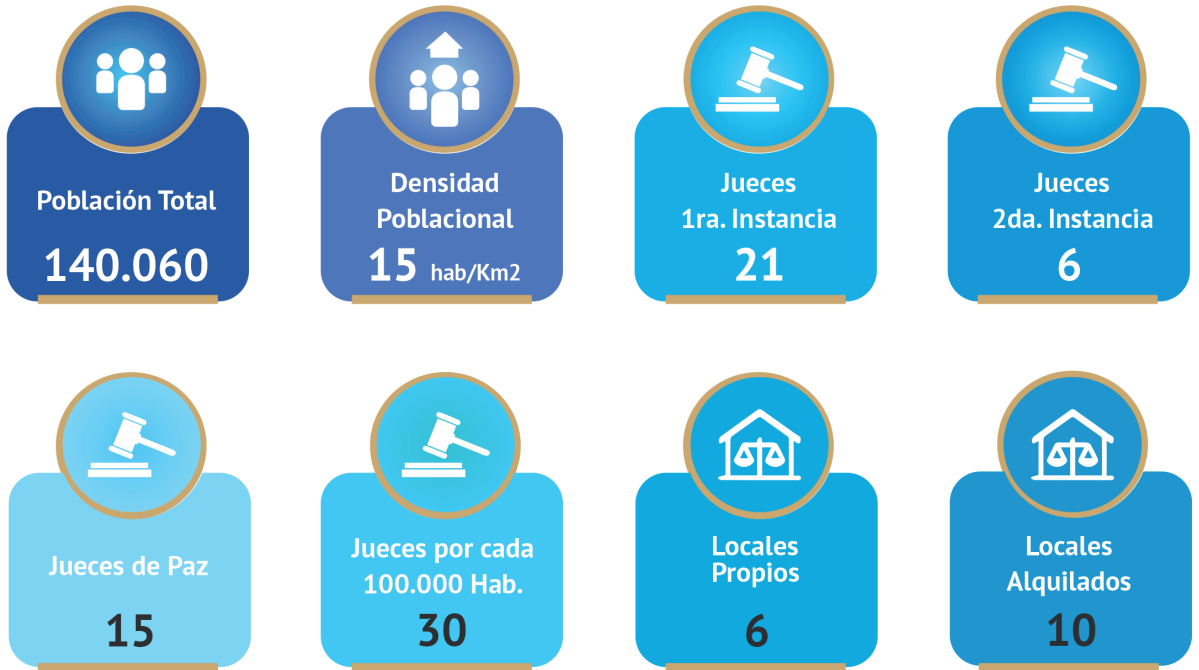 Población Total
140.060
Densidad
Poblacional
15 hab/Km2
Jueces
1ra. Instancia
21
Jueces
2da. Instancia
6
Jueces de Paz
15
Jueces por cada
100.000 Hab.
30
Locales
Propios
6
Locales
Alquilados
10